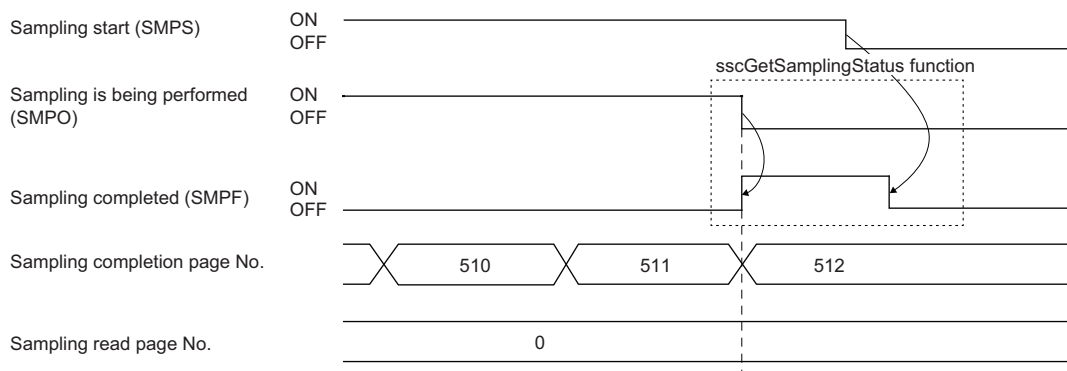 Sampling start (SMPS)
ON
OFF
sscGetSamplingStatus function
Sampling is being performed
(SMPO)
ON
OFF
Sampling completed (SMPF)
ON
OFF
Sampling completion page No.
510
511
512
Sampling read page No.
0